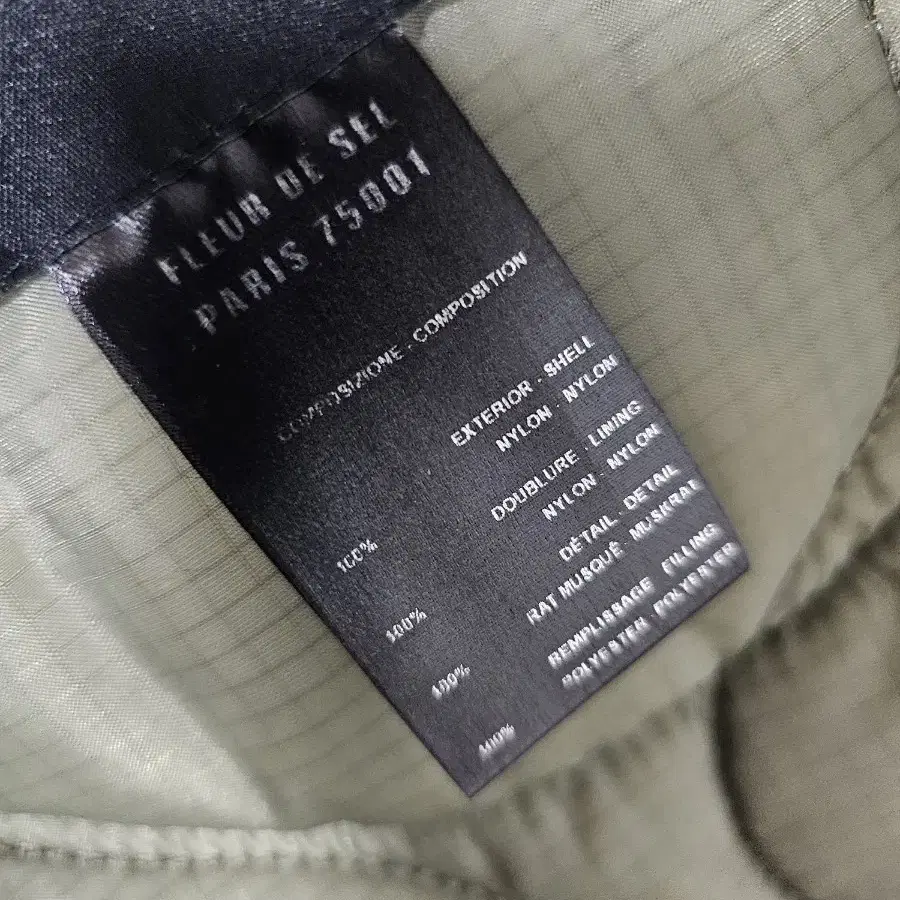 FLEUR DE SEL
PARIS 75001
COMPOSIZIONE - COMPOSITION
EXTERIOR - SHELL
100% NYLON - NYLON
DOUBLURE - LINING
100% NYLON - NYLON
DÉTAIL - DETAIL
100% RAT MUSQUÉ - MUSKRAT
REMPLISSAGE FILLING
100% POLYESTER POLYESTER